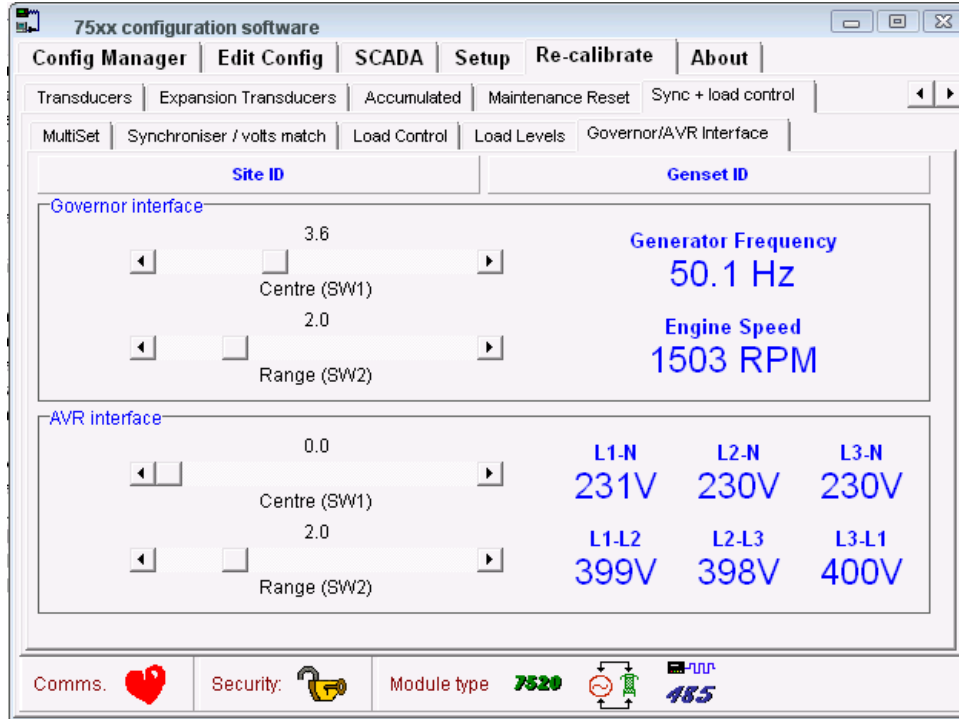 75xx configuration software
Config Manager Edit Config SCADA Setup Re-calibrate About
Transducers Expansion Transducers Accumulated Maintenance Reset Sync + load control
MultiSet Synchroniser / volts match Load Control Load Levels Governor/AVR Interface
Site ID Genset ID
Governor interface
3.6
Centre (SW1)
2.0
Range (SW2)
Generator Frequency
50.1 Hz
Engine Speed
1503 RPM
AVR interface
0.0
Centre (SW1)
2.0
Range (SW2)
L1-N L2-N L3-N
231V 230V 230V
L1-L2 L2-L3 L3-L1
399V 398V 400V
Comms. Security: Module type 7520 485